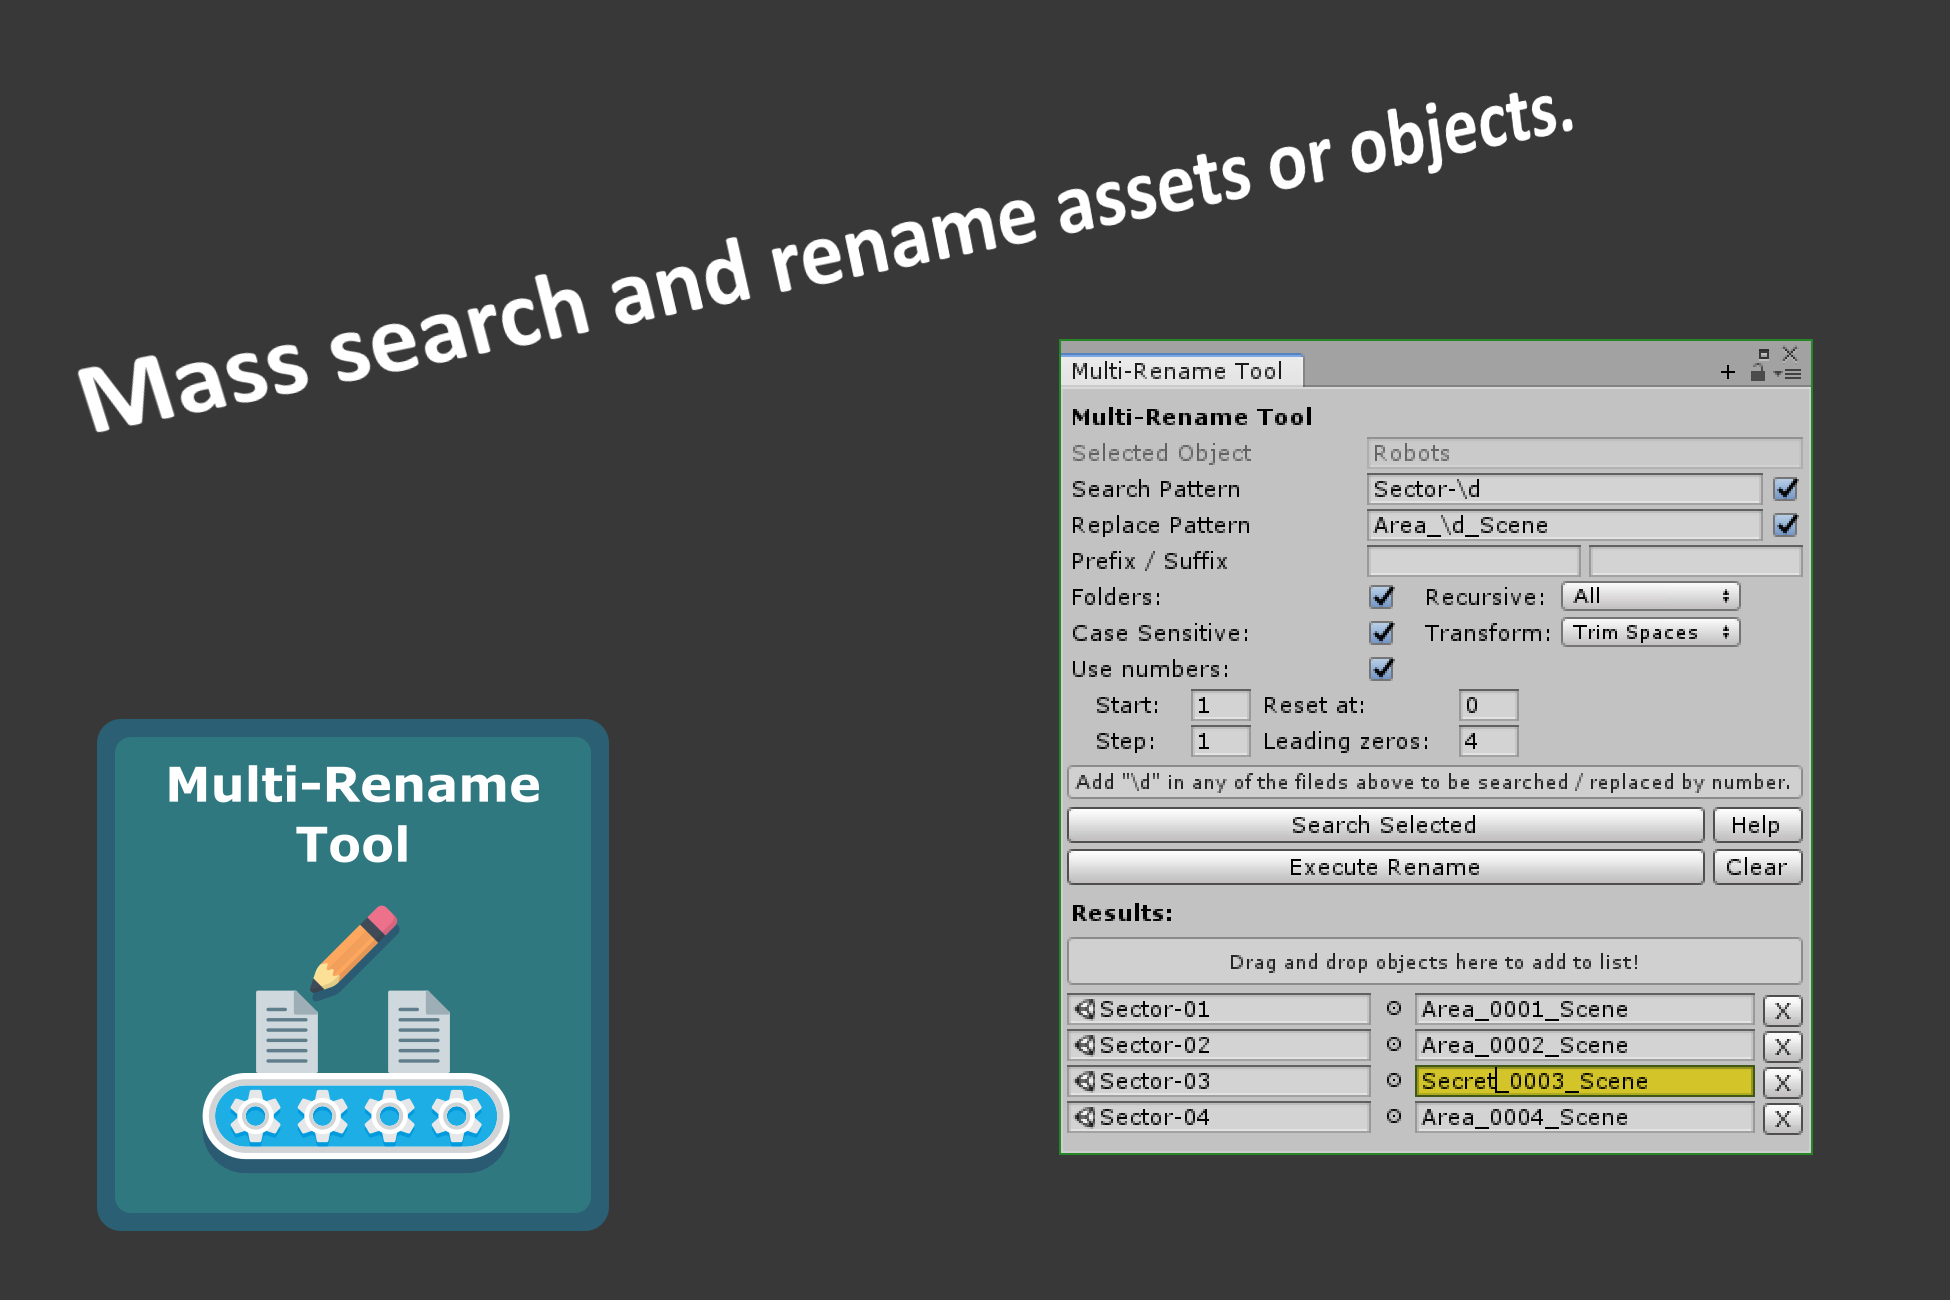 Mass search and rename assets or objects.
Multi-Rename Tool
Multi-Rename Tool
Selected Object Robots
Search Pattern Sector-\d
Replace Pattern Area_\d_Scene
Prefix / Suffix
Folders: Recursive: All
Case Sensitive: Transform: Trim Spaces
Use numbers:
Start: 1 Reset at: 0
Step: 1 Leading zeros: 4
Add "\d" in any of the fileds above to be searched / replaced by number.
Search Selected Help
Execute Rename Clear
Results:
Drag and drop objects here to add to list!
Sector-01 Area_0001_Scene X
Sector-02 Area_0002_Scene X
Sector-03 Secret_0003_Scene X
Sector-04 Area_0004_Scene X
Multi-Rename
Tool